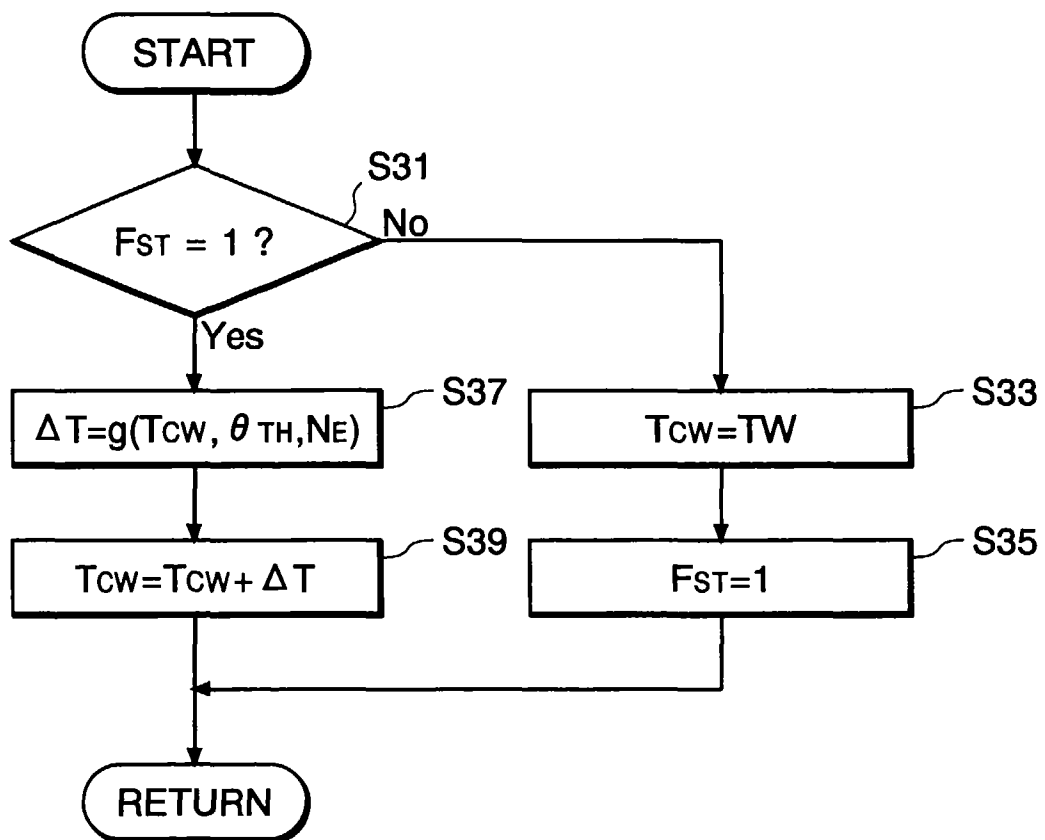 START
S31
FST = 1 ?
No
Yes
S37
ΔT=g(TCW, θTH,NE)
S33
TCW=TW
S39
TCW=TCW+ ΔT
S35
FST=1
RETURN